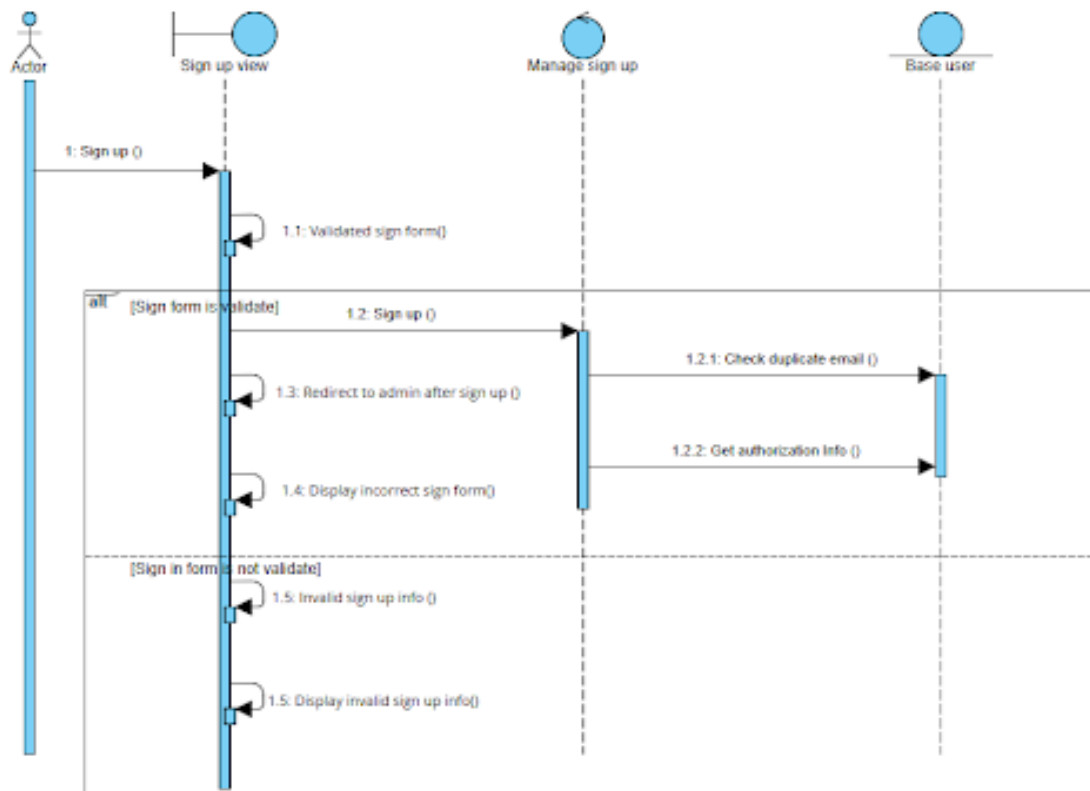 Actor
Sign up view
Manage sign up
Base user
1: Sign up ()
1.1: Validated sign form()
alt
[Sign form is validate]
1.2: Sign up ()
1.2.1: Check duplicate email ()
1.3: Redirect to admin after sign up ()
1.2.2: Get authorization Info ()
1.4: Display incorrect sign form()
[Sign in form is not validate]
1.5: Invalid sign up info ()
1.5: Display invalid sign up info()